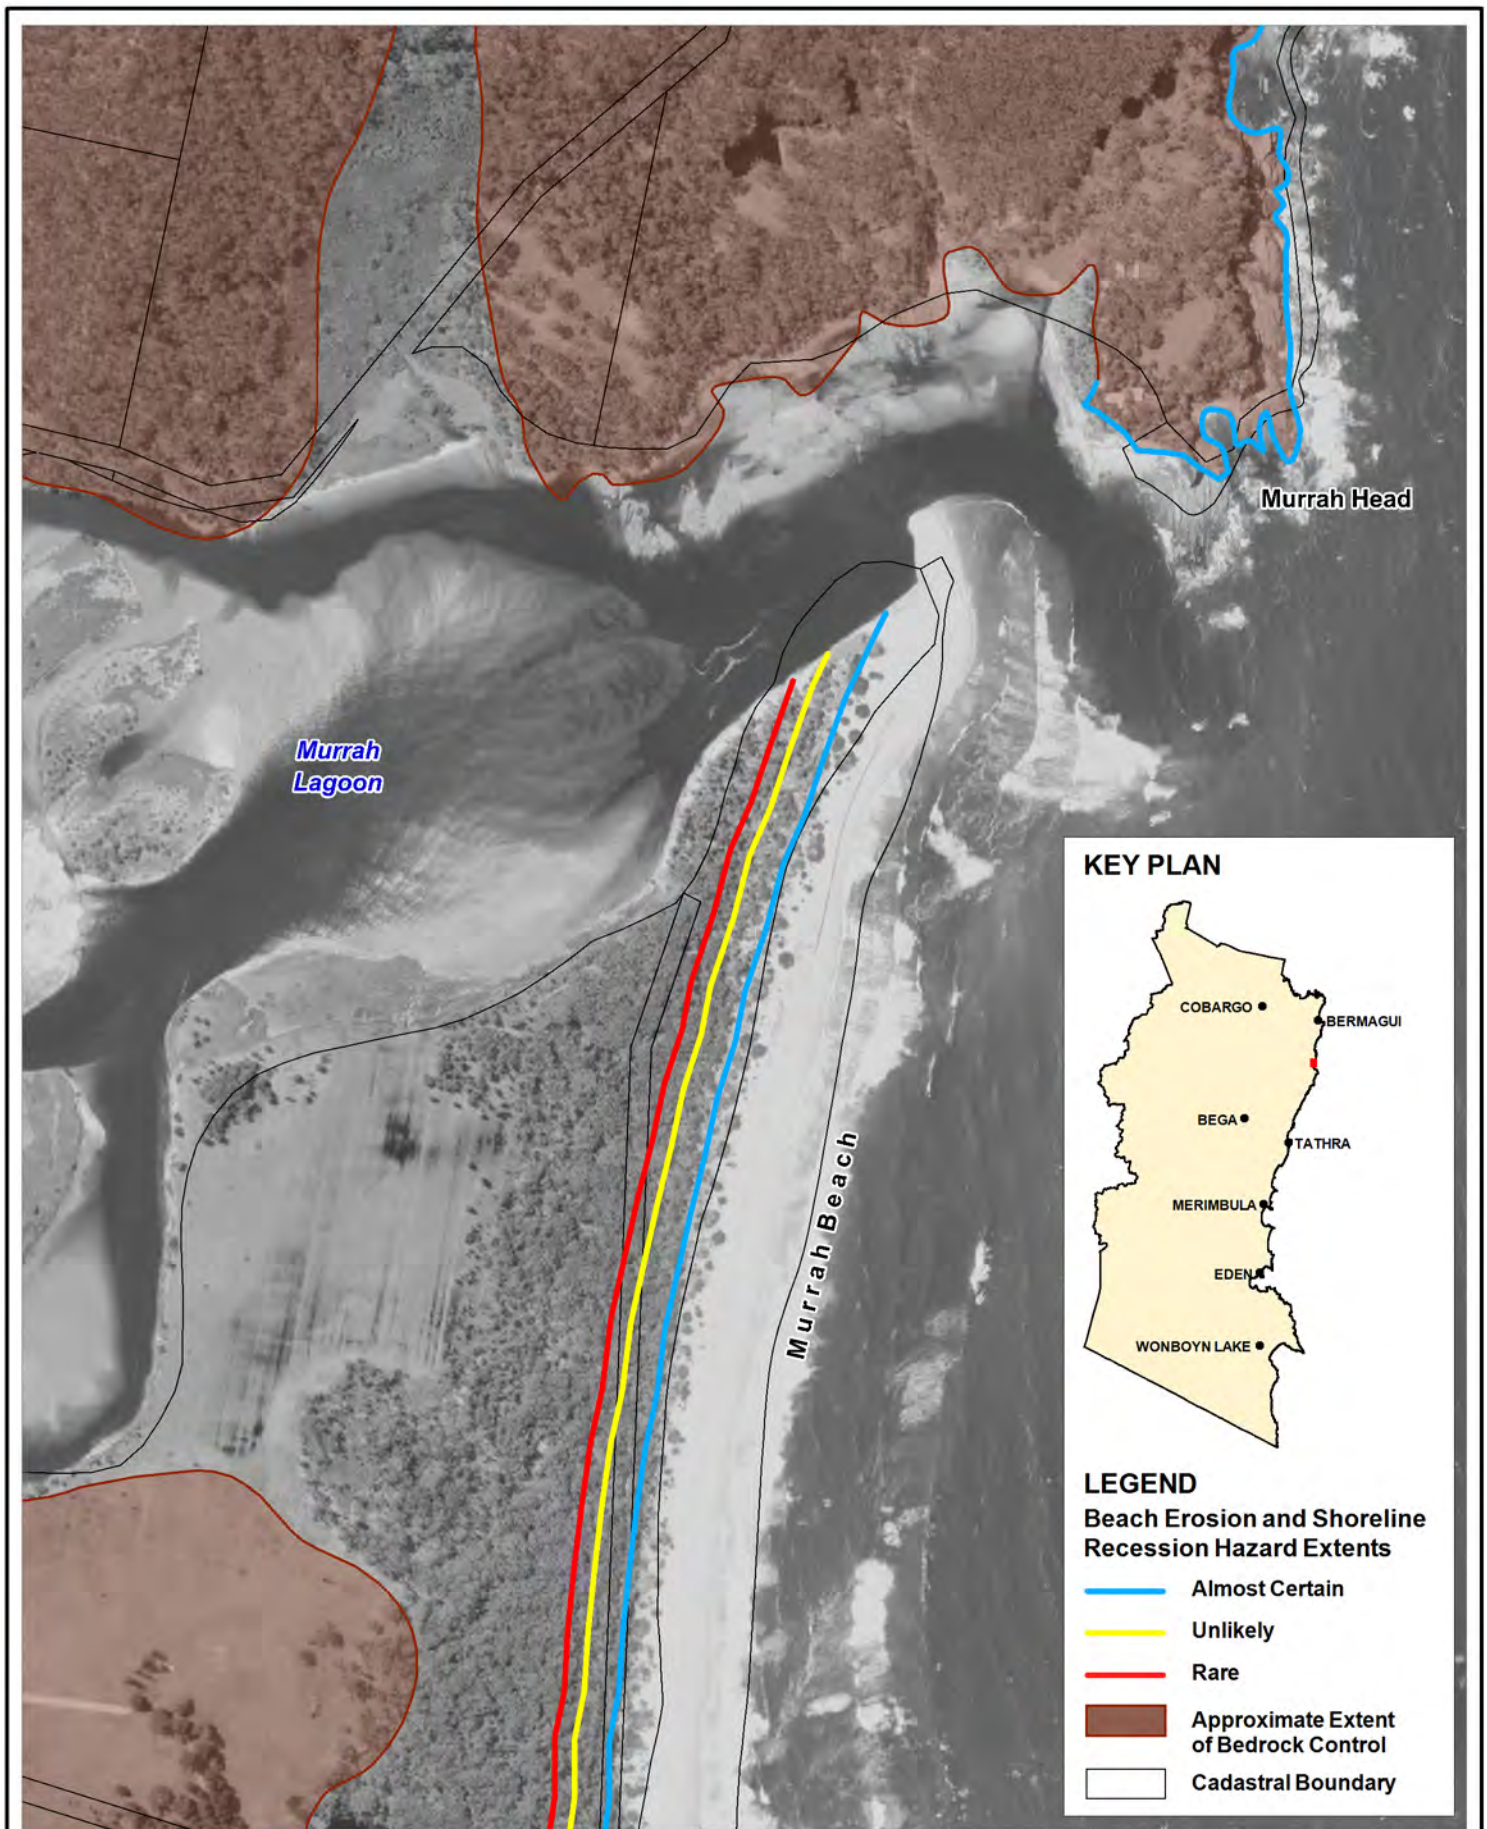 Murrah Head
Murrah
Lagoon
Murrah Beach
KEY PLAN
COBARGO
BERMAGUI
BEGA
TATHRA
MERIMBULA
EDEN
WONBOYN LAKE
LEGEND
Beach Erosion and Shoreline
Recession Hazard Extents
Almost Certain
Unlikely
Rare
Approximate Extent
of Bedrock Control
Cadastral Boundary